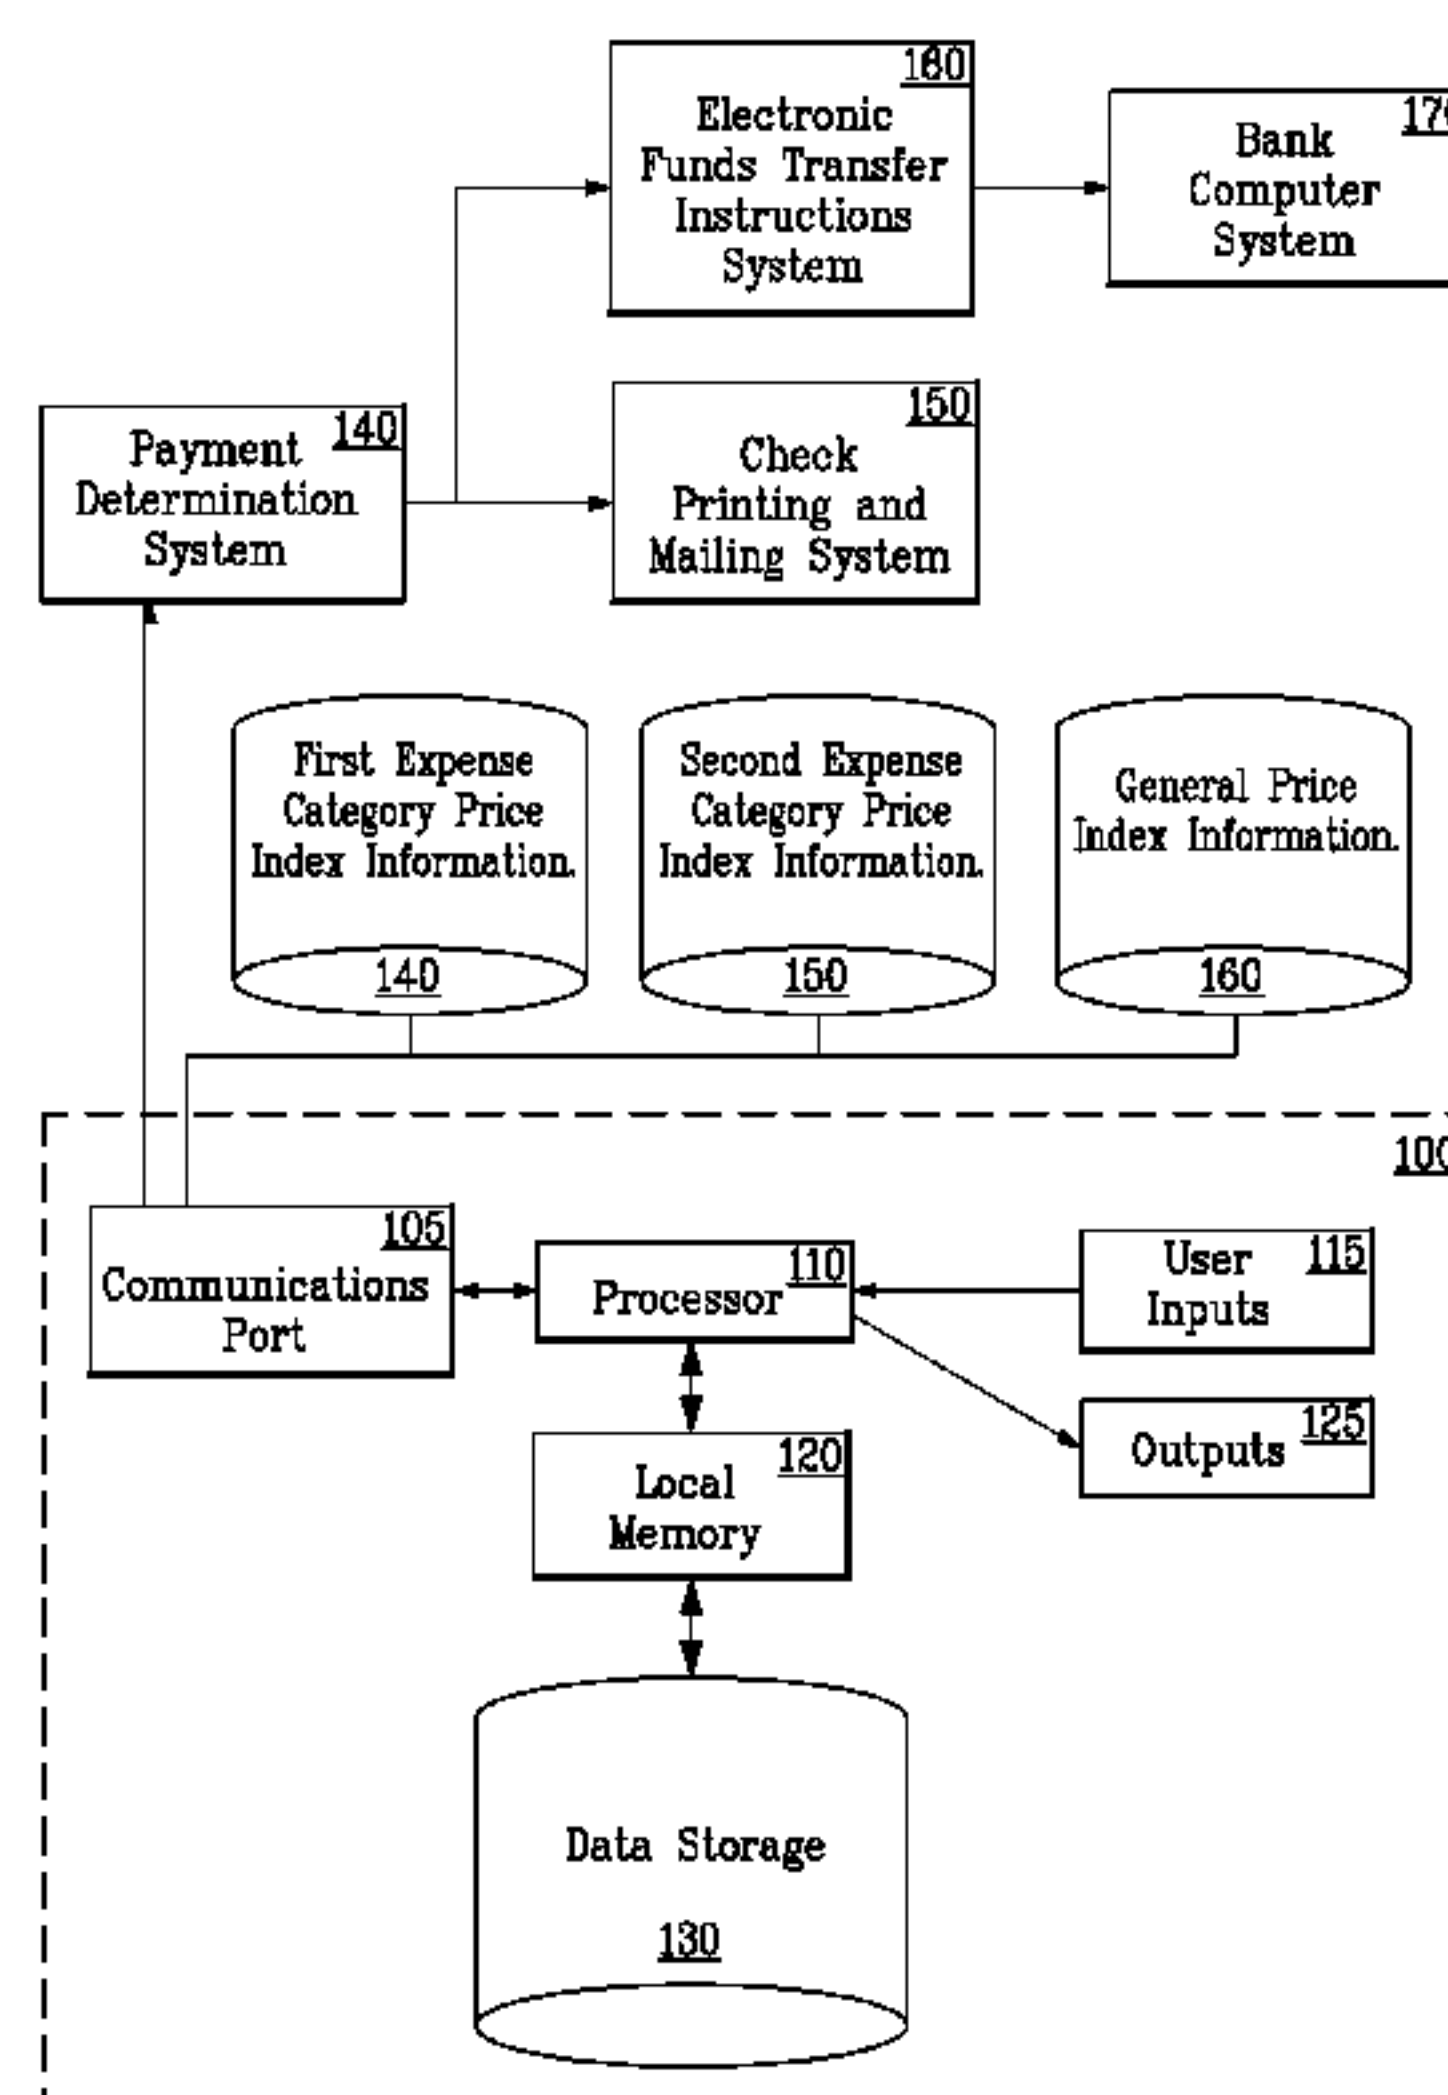 160
Electronic
Funds Transfer
Instructions
System
Bank
Computer
System
140
Payment
Determination
System
150
Check
Printing and
Mailing System
First Expense
Category Price
Index Information.
140
Second Expense
Category Price
Index Information.
150
General Price
Index Information.
160
100
105
Communications
Port
110
Processor
115
User
Inputs
125
Outputs
120
Local
Memory
Data Storage
130